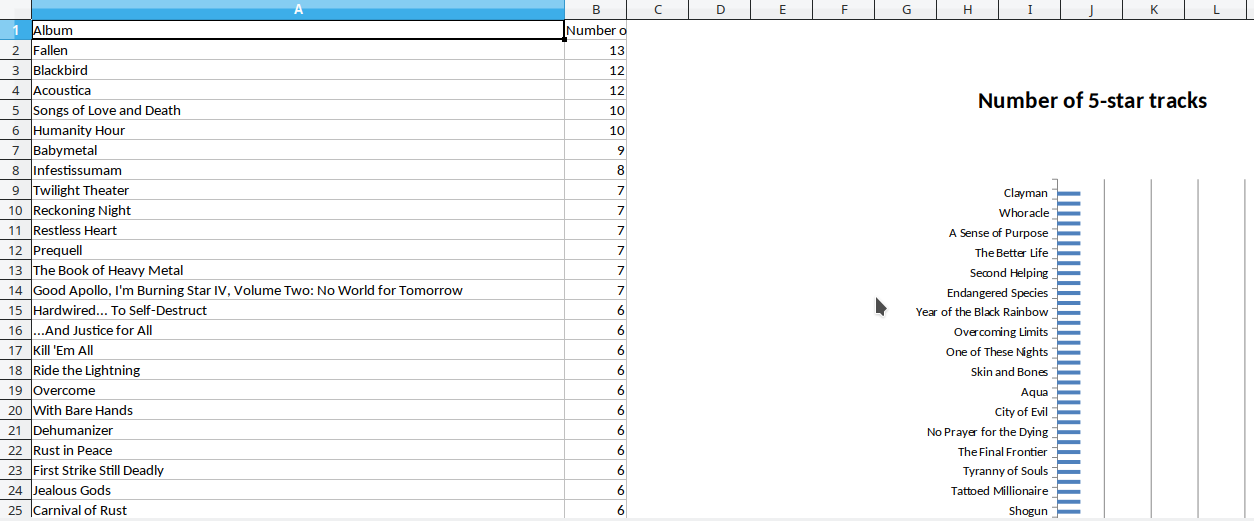 A B C D E F G H I J K L
1 Album Number o
2 Fallen 13
3 Blackbird 12
4 Acoustica 12
5 Songs of Love and Death 10
6 Humanity Hour 10
7 Babymetal 9
8 Infestissumam 8
9 Twilight Theater 7
10 Reckoning Night 7
11 Restless Heart 7
12 Prequell 7
13 The Book of Heavy Metal 7
14 Good Apollo, I'm Burning Star IV, Volume Two: No World for Tomorrow 7
15 Hardwired... To Self-Destruct 6
16 ...And Justice for All 6
17 Kill 'Em All 6
18 Ride the Lightning 6
19 Overcome 6
20 With Bare Hands 6
21 Dehumanizer 6
22 Rust in Peace 6
23 First Strike Still Deadly 6
24 Jealous Gods 6
25 Carnival of Rust 6
Number of 5-star tracks
Clayman
Whoracle
A Sense of Purpose
The Better Life
Second Helping
Endangered Species
Year of the Black Rainbow
Overcoming Limits
One of These Nights
Skin and Bones
Aqua
City of Evil
No Prayer for the Dying
The Final Frontier
Tyranny of Souls
Tattoed Millionaire
Shogun